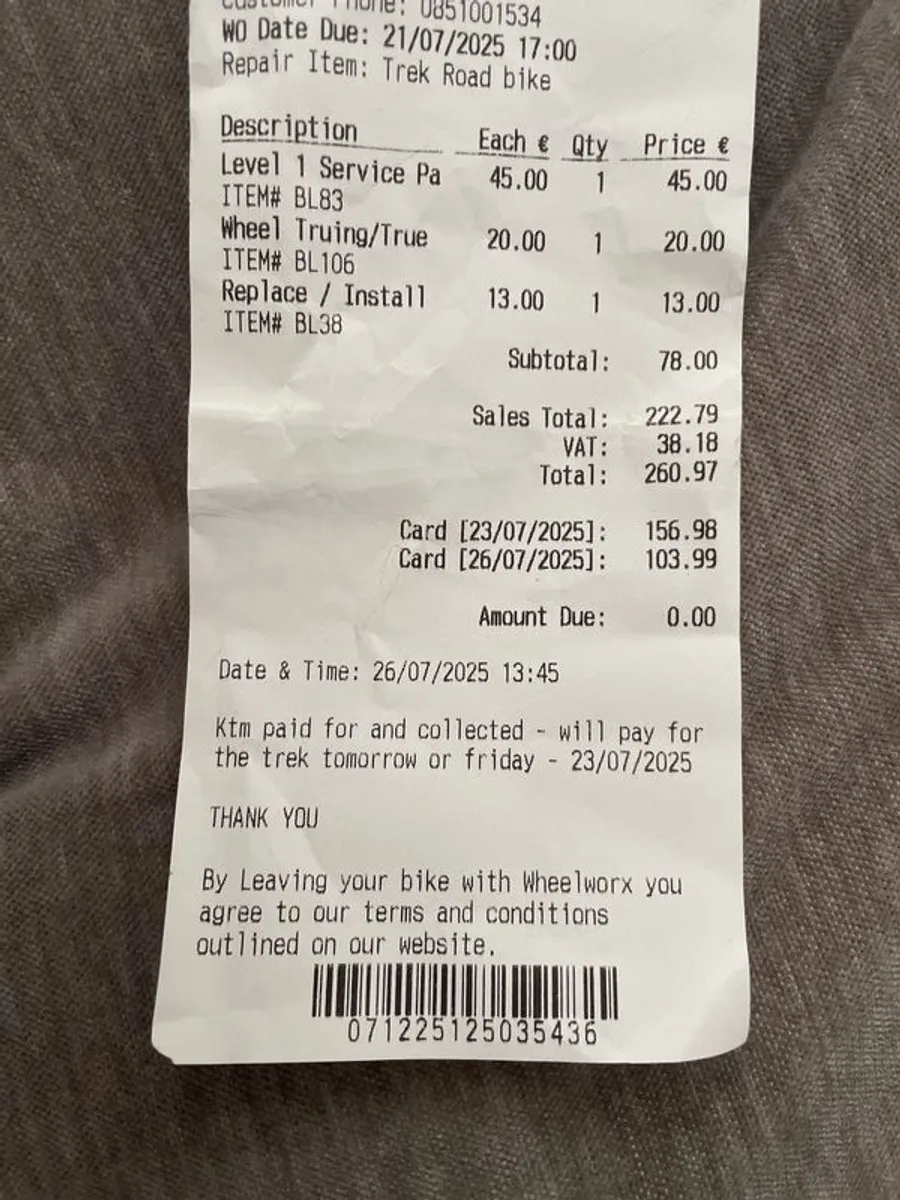 Customer Phone: 0851001534
WO Date Due: 21/07/2025 17:00
Repair Item: Trek Road bike
Description Each € Qty Price €
Level 1 Service Pa 45.00 1 45.00
ITEM# BL83
Wheel Truing/True 20.00 1 20.00
ITEM# BL106
Replace / Install 13.00 1 13.00
ITEM# BL38
Subtotal: 78.00
Sales Total: 222.79
VAT: 38.18
Total: 260.97
Card [23/07/2025]: 156.98
Card [26/07/2025]: 103.99
Amount Due: 0.00
Date & Time: 26/07/2025 13:45
Ktm paid for and collected - will pay for
the trek tomorrow or friday - 23/07/2025
THANK YOU
By Leaving your bike with Wheelworx you
agree to our terms and conditions
outlined on our website.
071225125035436